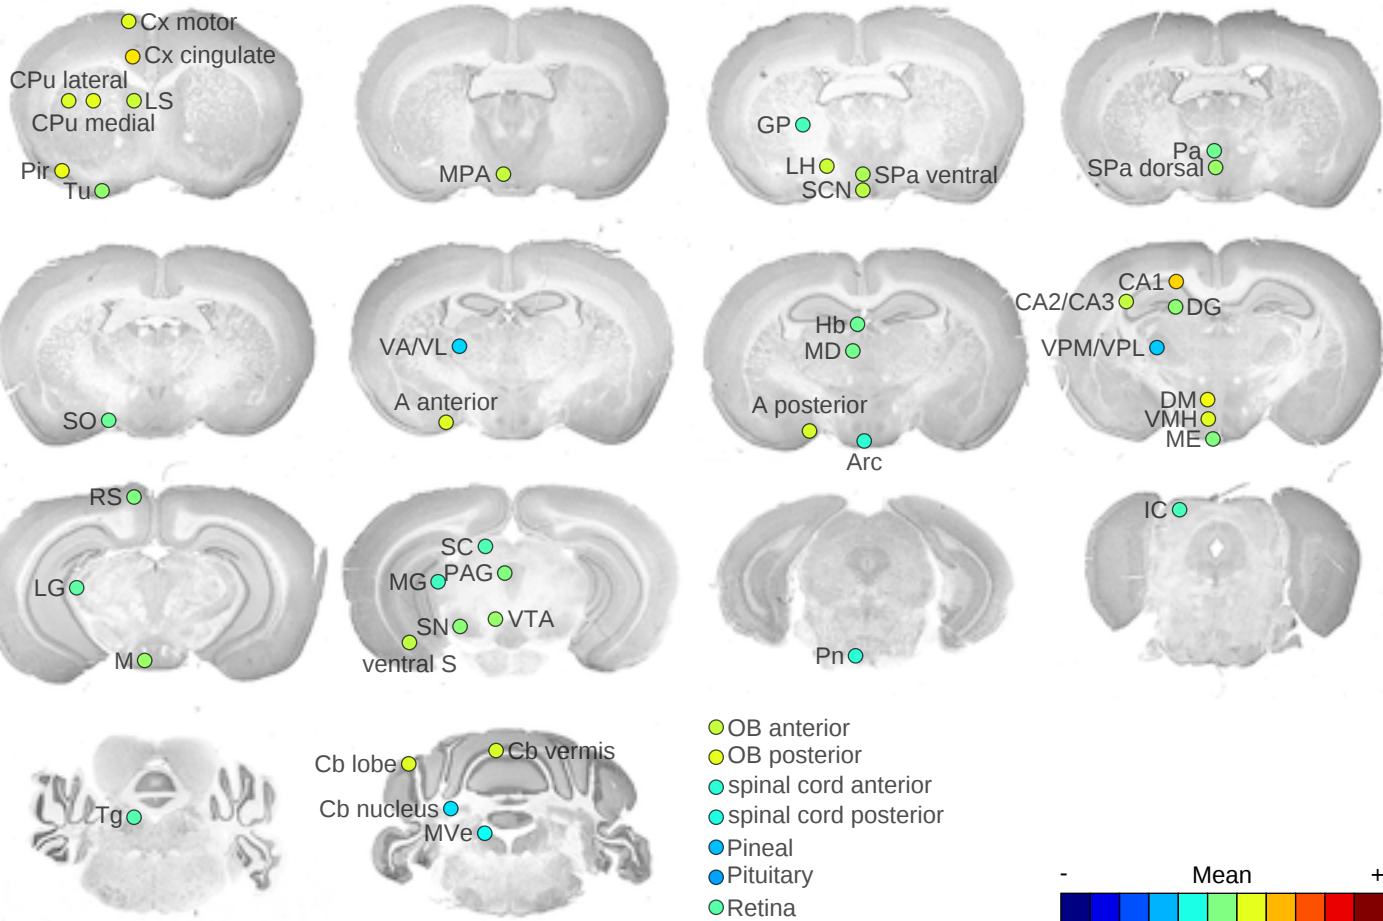 Cx motor
Cx cingulate
CPu lateral
LS
CPu medial
Pir
Tu
MPA
GP
LH
SPa ventral
SCN
Pa
SPa dorsal
SO
VA/VL
A anterior
Hb
MD
A posterior
Arc
CA1
CA2/CA3
DG
VPM/VPL
DM
VMH
ME
RS
LG
M
SC
MG
PAG
SN
VTA
ventral S
Pn
IC
Tg
Cb lobe
Cb vermis
Cb nucleus
MVe
OB anterior
OB posterior
spinal cord anterior
spinal cord posterior
Pineal
Pituitary
Retina
- Mean +